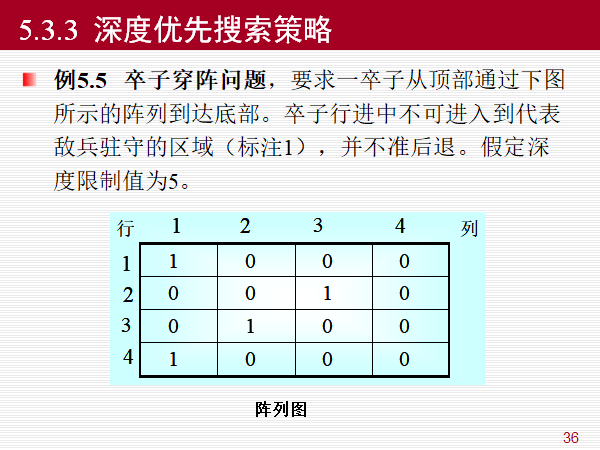 5.3.3 深度优先搜索策略
例5.5 卒子穿阵问题，要求一卒子从顶部通过下图
所示的阵列到达底部。卒子行进中不可进入到代表
敌兵驻守的区域（标注1），并不准后退。假定深
度限制值为5。
行 1 2 3 4 列
1 1 0 0 0
2 0 0 1 0
3 0 1 0 0
4 1 0 0 0
阵列图
36